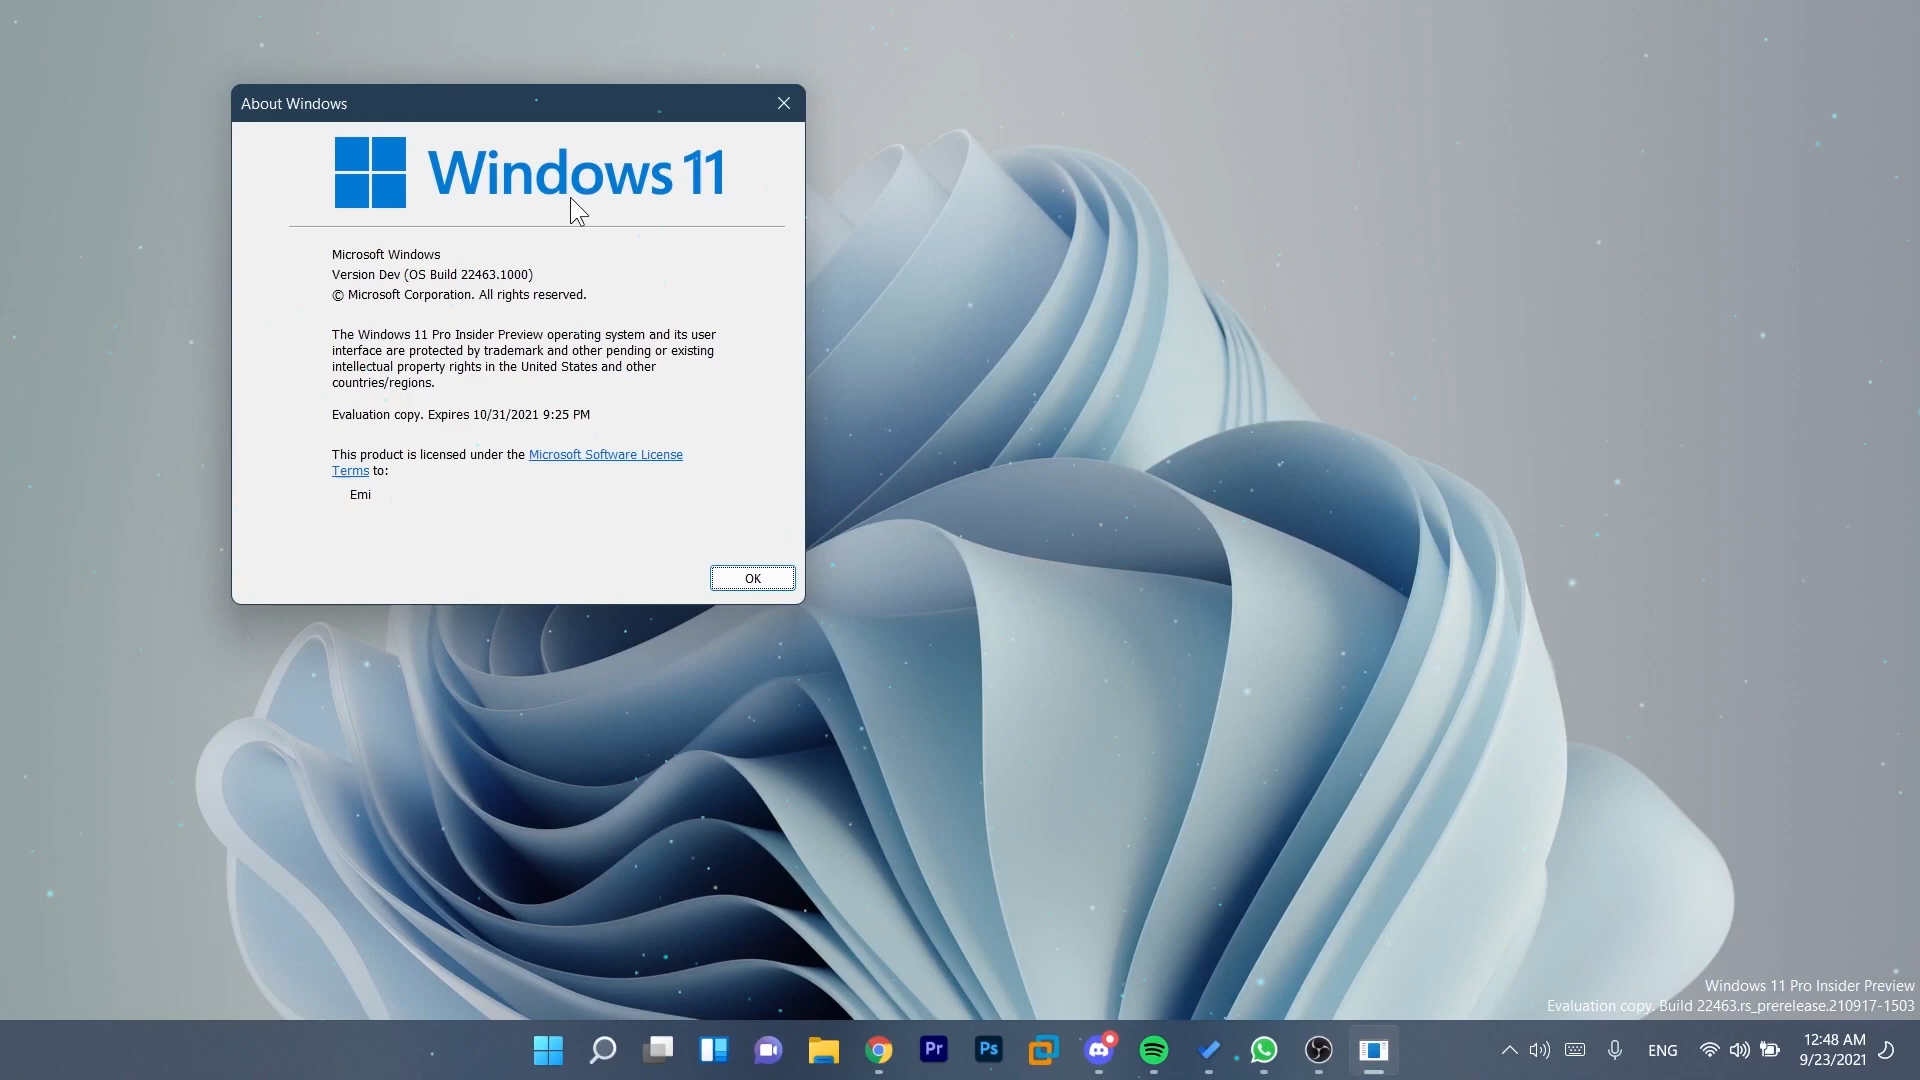 About Windows
Windows 11
Microsoft Windows
Version Dev (OS Build 22463.1000)
© Microsoft Corporation. All rights reserved.
The Windows 11 Pro Insider Preview operating system and its user
interface are protected by trademark and other pending or existing
intellectual property rights in the United States and other
countries/regions.
Evaluation copy. Expires 10/31/2021 9:25 PM
This product is licensed under the Microsoft Software License
Terms to:
Emi
OK
Windows 11 Pro Insider Preview
Evaluation copy. Build 22463.rs_prerelease.210917-1503
Pr
Ps
ENG
12:48 AM
9/23/2021